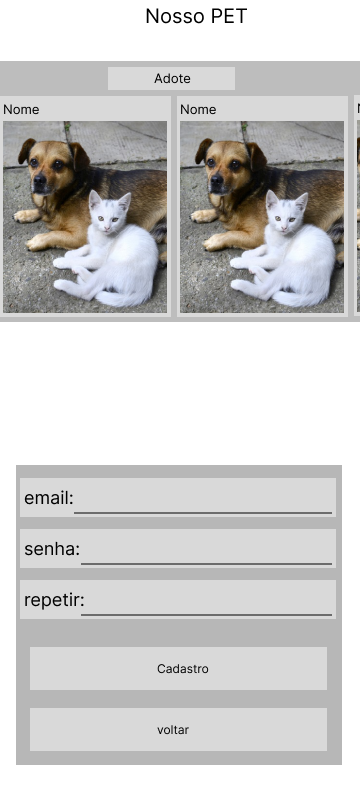 Nosso PET
Adote
Nome
Nome
email:
senha:
repetir:
Cadastro
voltar